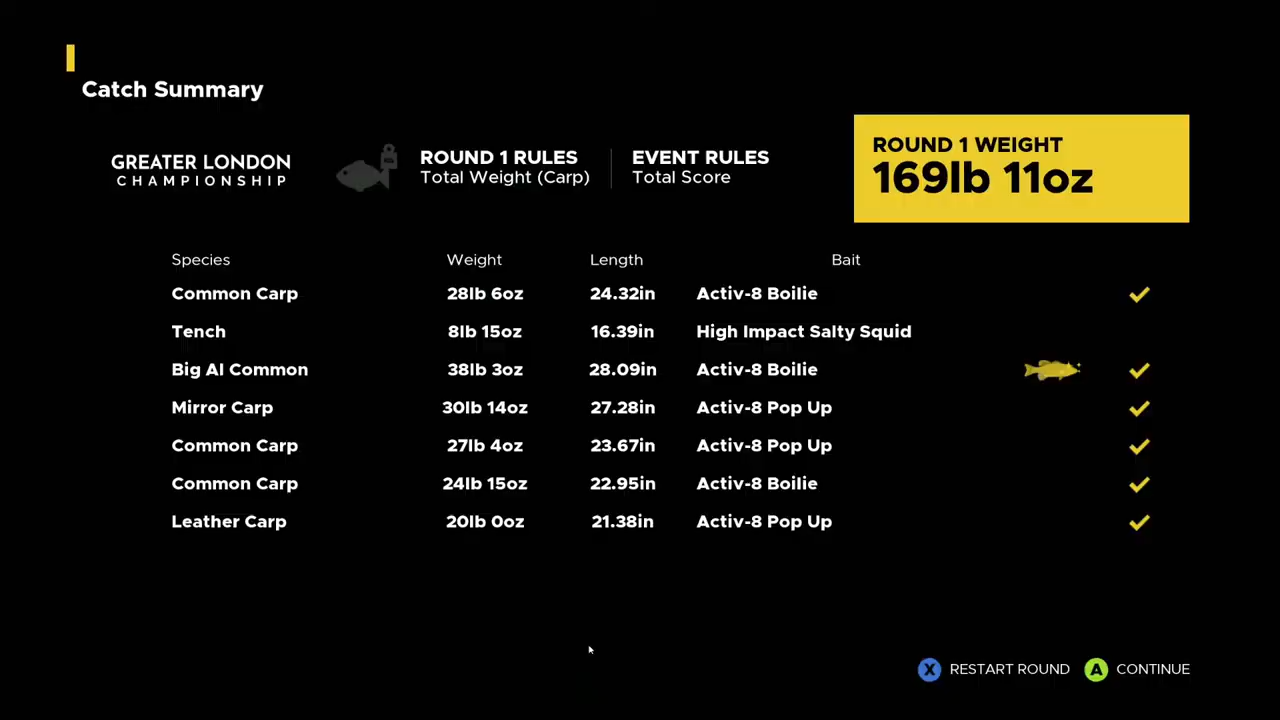 Catch Summary
GREATER LONDON
CHAMPIONSHIP
ROUND 1 RULES
Total Weight (Carp)
EVENT RULES
Total Score
ROUND 1 WEIGHT
169lb 11oz
Species Weight Length Bait
Common Carp 28lb 6oz 24.32in Activ-8 Boilie
Tench 8lb 15oz 16.39in High Impact Salty Squid
Big Al Common 38lb 3oz 28.09in Activ-8 Boilie
Mirror Carp 30lb 14oz 27.28in Activ-8 Pop Up
Common Carp 27lb 4oz 23.67in Activ-8 Pop Up
Common Carp 24lb 15oz 22.95in Activ-8 Boilie
Leather Carp 20lb 0oz 21.38in Activ-8 Pop Up
X RESTART ROUND A CONTINUE